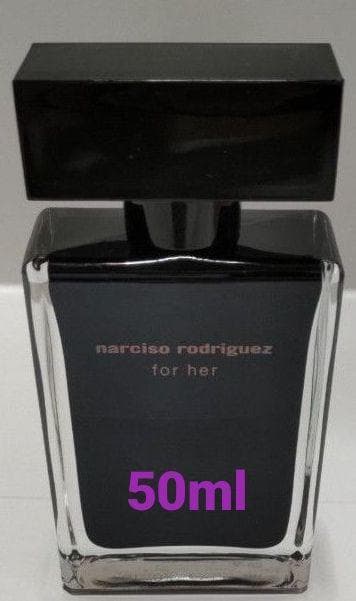 narciso rodriguez
for her
50ml